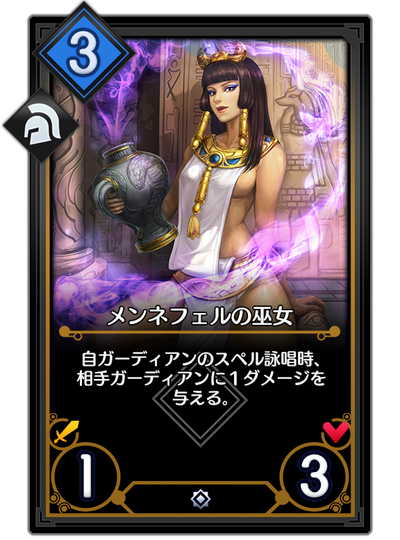 3
メンネフェルの巫女
自ガーディアンのスペル詠唱時、
相手ガーディアンに1ダメージを
与える。
1
3